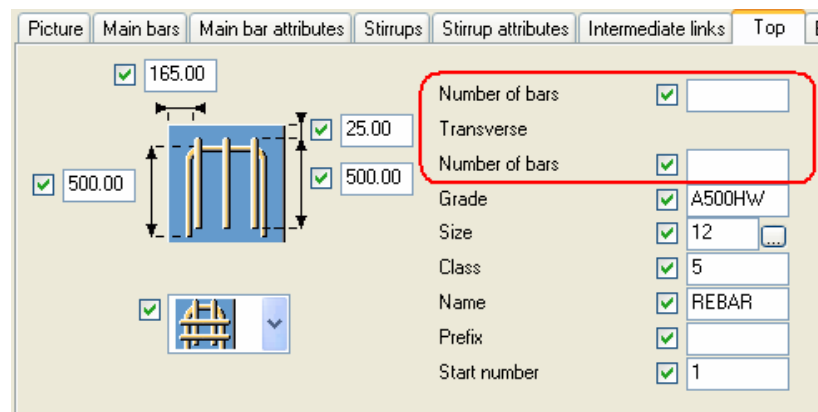 Picture Main bars Main bar attributes Stirrups Stirrup attributes Intermediate links Top
165.00
Number of bars
25.00
Transverse
500.00
500.00
Number of bars
Grade A500HW
Size 12 ...
Class 5
Name REBAR
Prefix
Start number 1